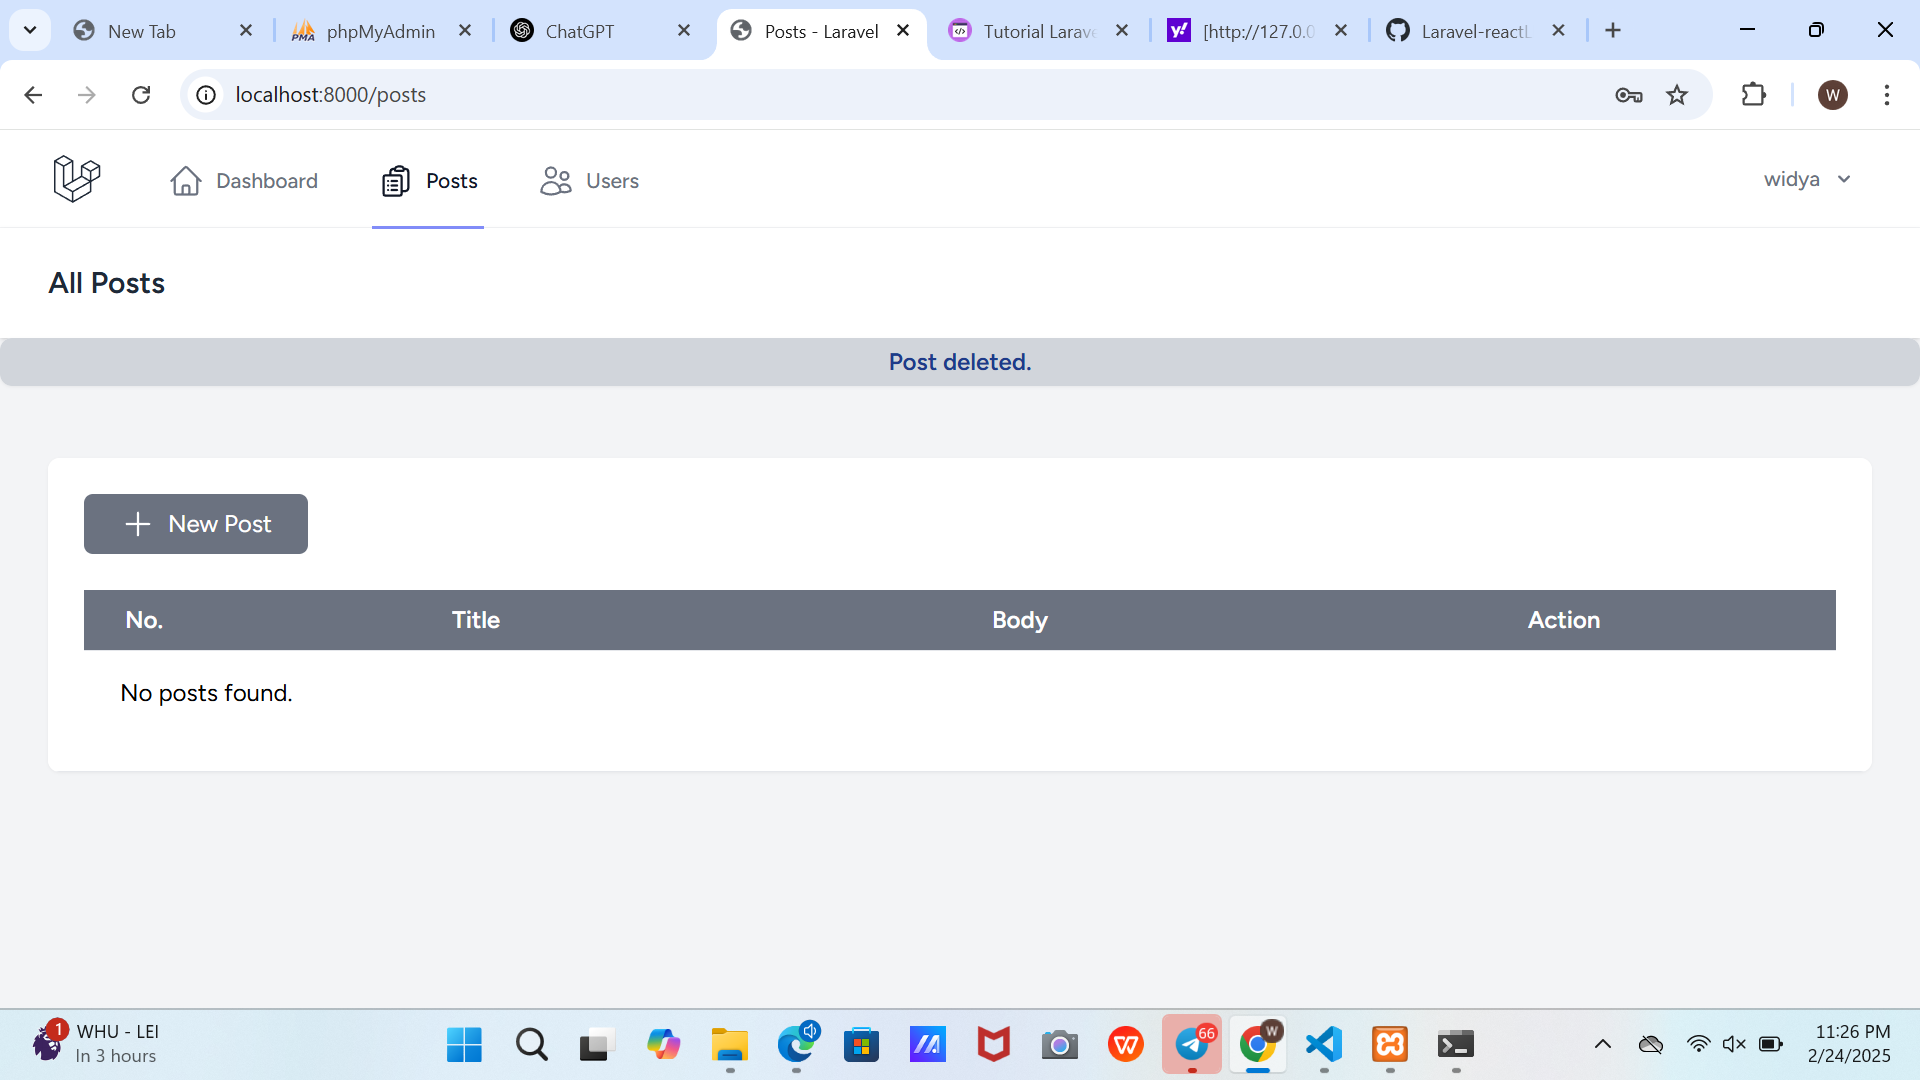 New Tab
phpMyAdmin
ChatGPT
Posts - Laravel
Tutorial Larave
[http://127.0.0
Laravel-reactL
localhost:8000/posts
W
Dashboard
Posts
Users
widya
All Posts
Post deleted.
New Post
No. Title Body Action
No posts found.
1
WHU - LEI
In 3 hours
66
W
11:26 PM
2/24/2025